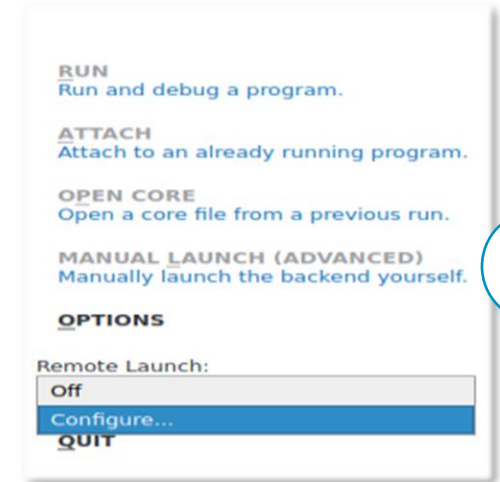 RUN
Run and debug a program.
ATTACH
Attach to an already running program.
OPEN CORE
Open a core file from a previous run.
MANUAL LAUNCH (ADVANCED)
Manually launch the backend yourself.
OPTIONS
Remote Launch:
Off
Configure...
QUIT